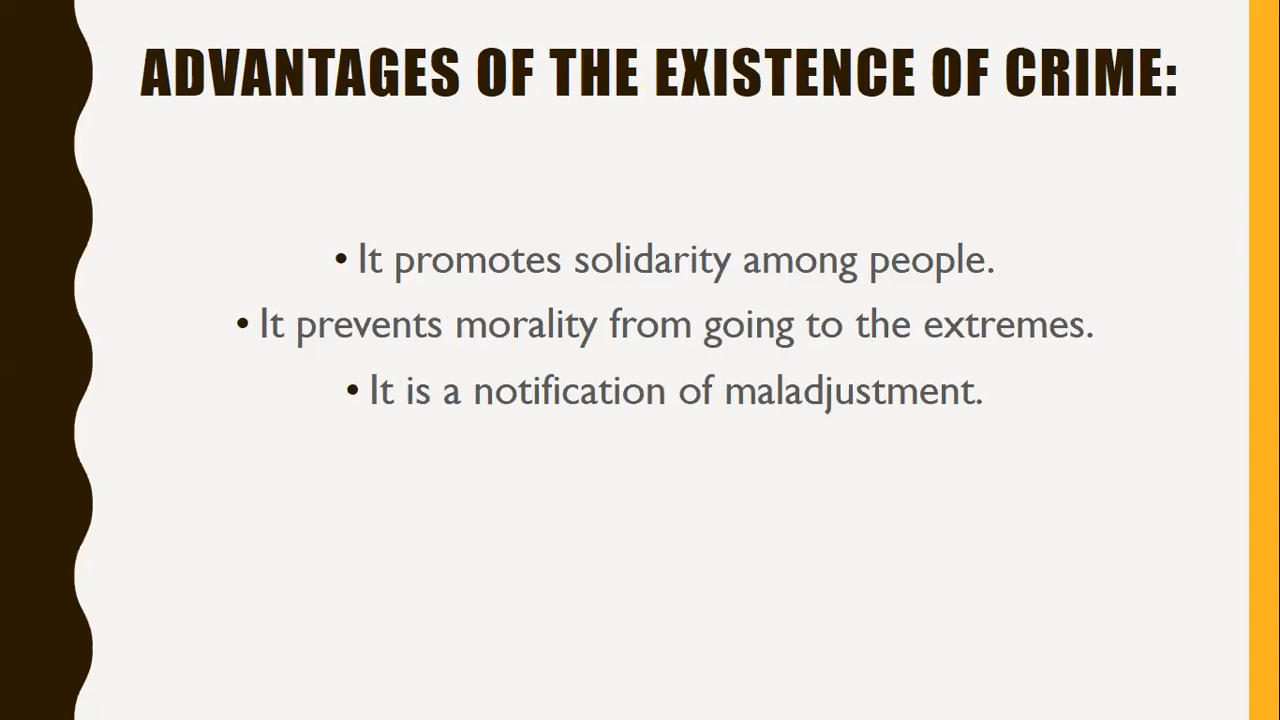 ADVANTAGES OF THE EXISTENCE OF CRIME:
• It promotes solidarity among people.
• It prevents morality from going to the extremes.
• It is a notification of maladjustment.